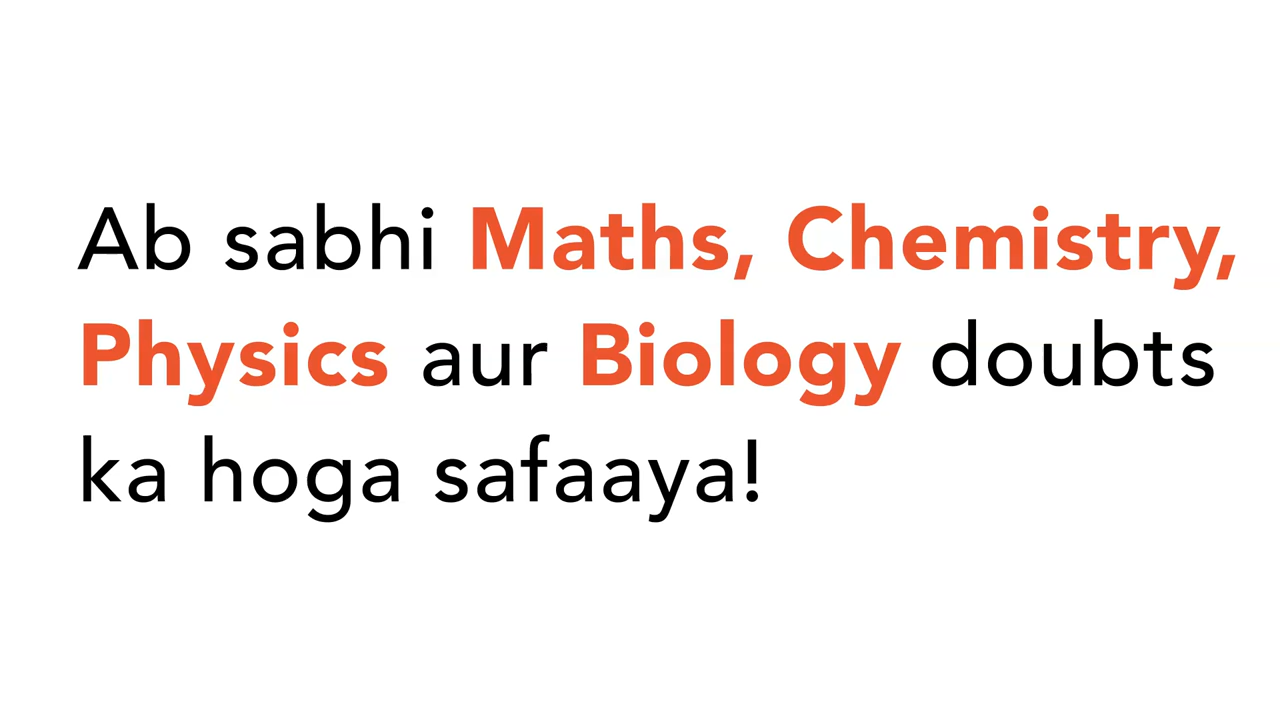 Ab sabhi Maths, Chemistry,
Physics aur Biology doubts
ka hoga safaaya!